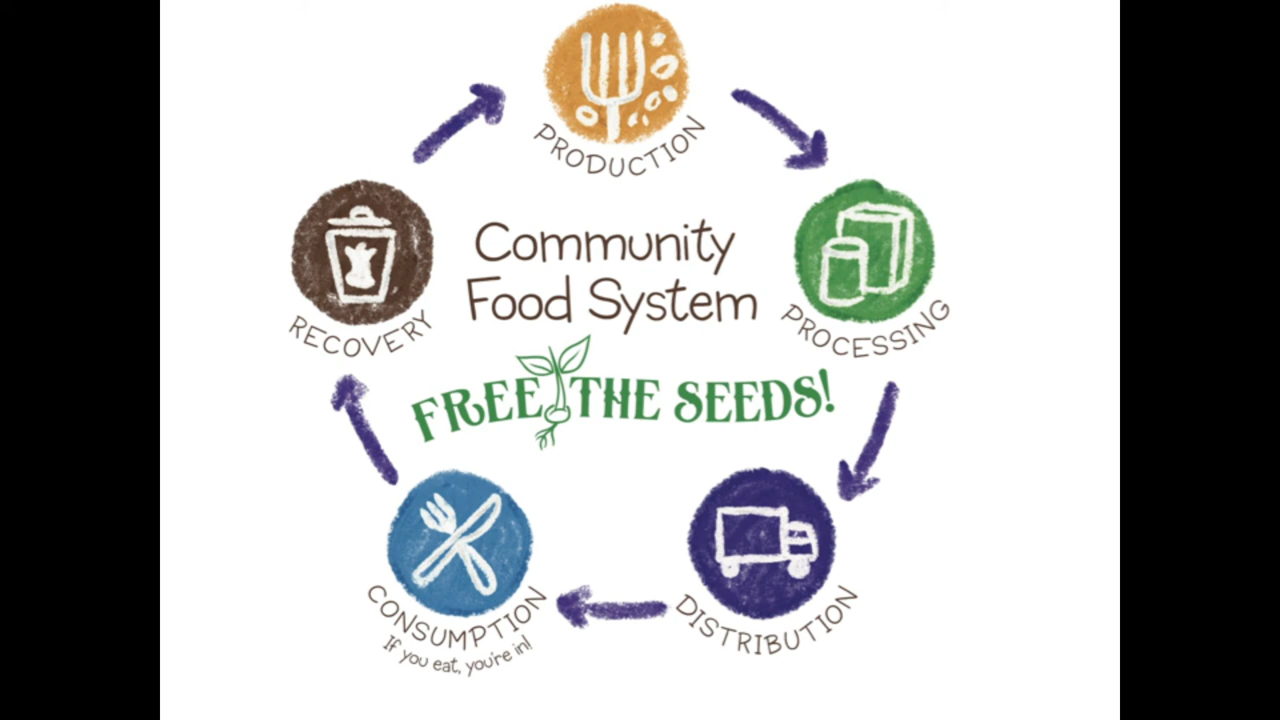 PRODUCTION
Community
Food System
PROCESSING
RECOVERY
FREE THE SEEDS!
CONSUMPTION
If you eat, you're in!
DISTRIBUTION